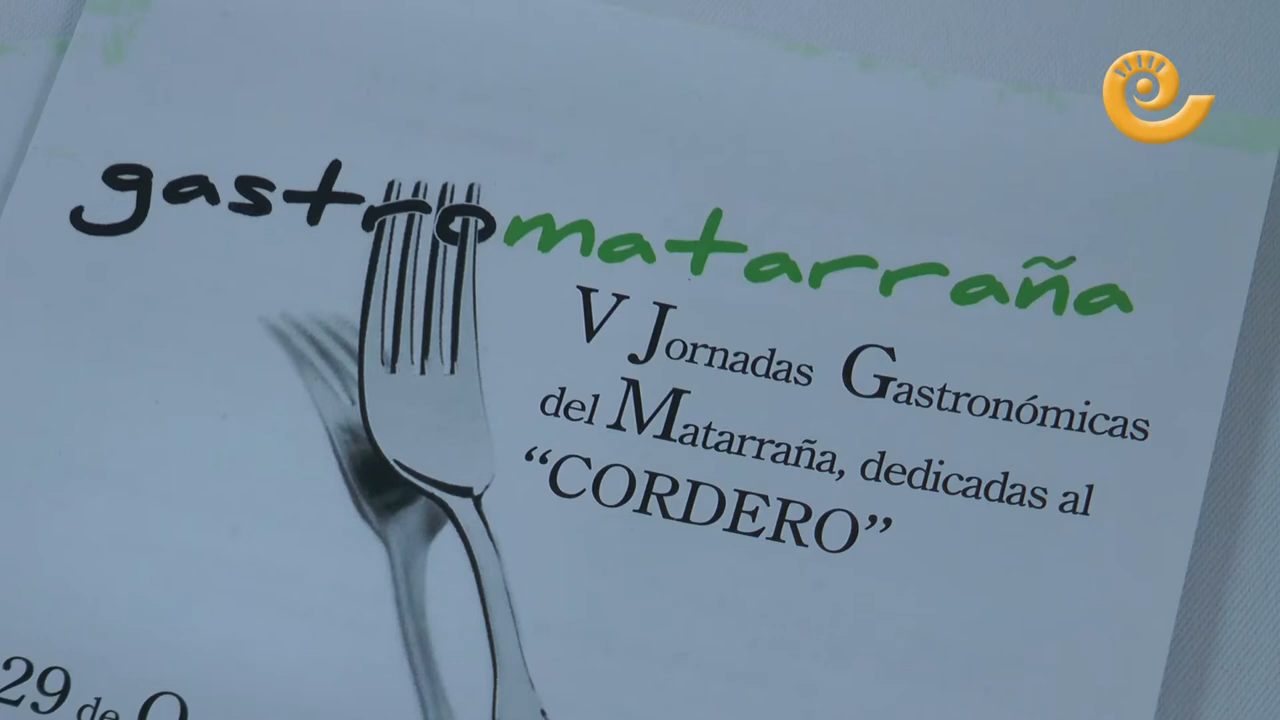 gastromatarraña
V Jornadas Gastronómicas
del Matarraña, dedicadas al
“CORDERO”
29 de